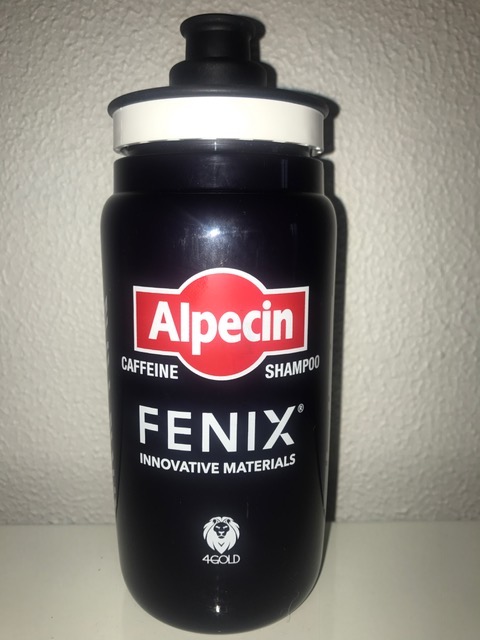 Alpecin
CAFFEINE SHAMPOO
FENIX®
INNOVATIVE MATERIALS
4GOLD